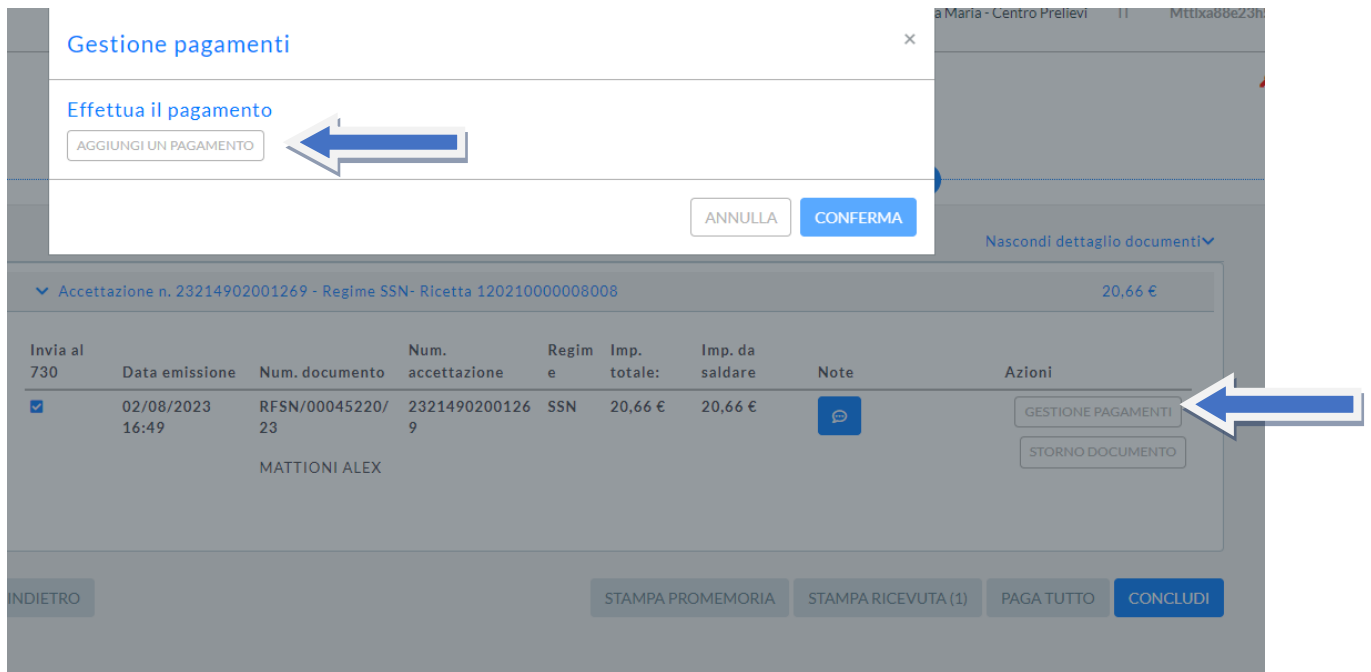 a Maria - Centro Prelievi IT
Gestione pagamenti ×
Effettua il pagamento
AGGIUNGI UN PAGAMENTO
ANNULLA CONFERMA
Nascondi dettaglio documenti
Accettazione n. 23214902001269 - Regime SSN- Ricetta 120210000008008 20,66 €
Invia al Num. Regim Imp. Imp. da
730 Data emissione Num. documento accettazione e totale: saldare Note Azioni
02/08/2023 RFSN/00045220/ 2321490200126 SSN 20,66 € 20,66 € GESTIONE PAGAMENTI
16:49 23 9
STORNO DOCUMENTO
MATTIONI ALEX
INDIETRO STAMPA PROMEMORIA STAMPA RICEVUTA (1) PAGA TUTTO CONCLUDI